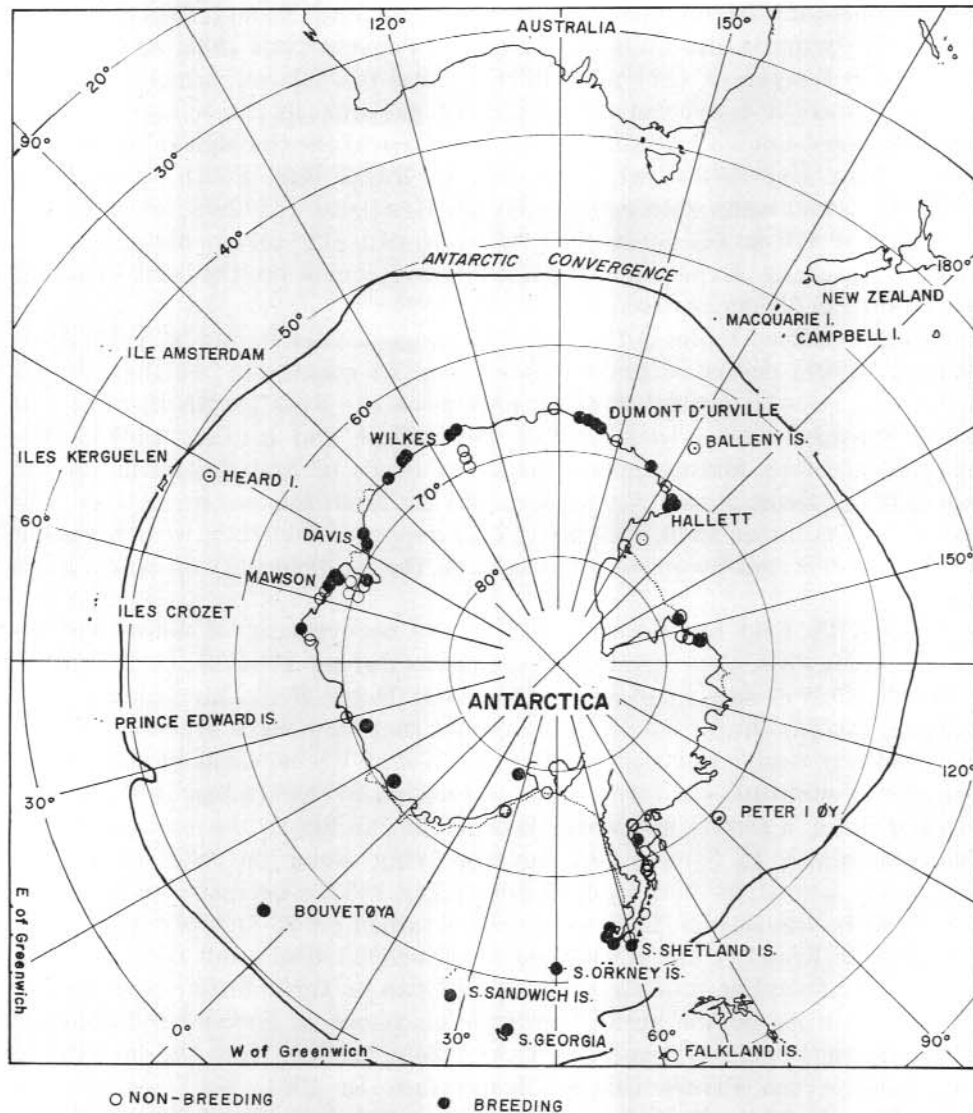 120°
150°
AUSTRALIA
20°
90°
30°
40°
ANTARCTIC CONVERGENCE
180°
50°
NEW ZEALAND
MACQUARIE I.
CAMPBELL I.
ILE AMSTERDAM
60°
DUMONT D'URVILLE
WILKES
BALLENY IS.
ILES KERGUELEN
HEARD I.
70°
HALLETT
60°
DAVIS
150°
MAWSON
80°
ILES CROZET
ANTARCTICA
PRINCE EDWARD IS.
120°
30°
PETER I ØY
E of Greenwich
BOUVETØYA
S. SHETLAND IS.
S. ORKNEY IS.
S. SANDWICH IS.
0°
30°
S. GEORGIA
60°
90°
W of Greenwich
FALKLAND IS.
NON-BREEDING
BREEDING